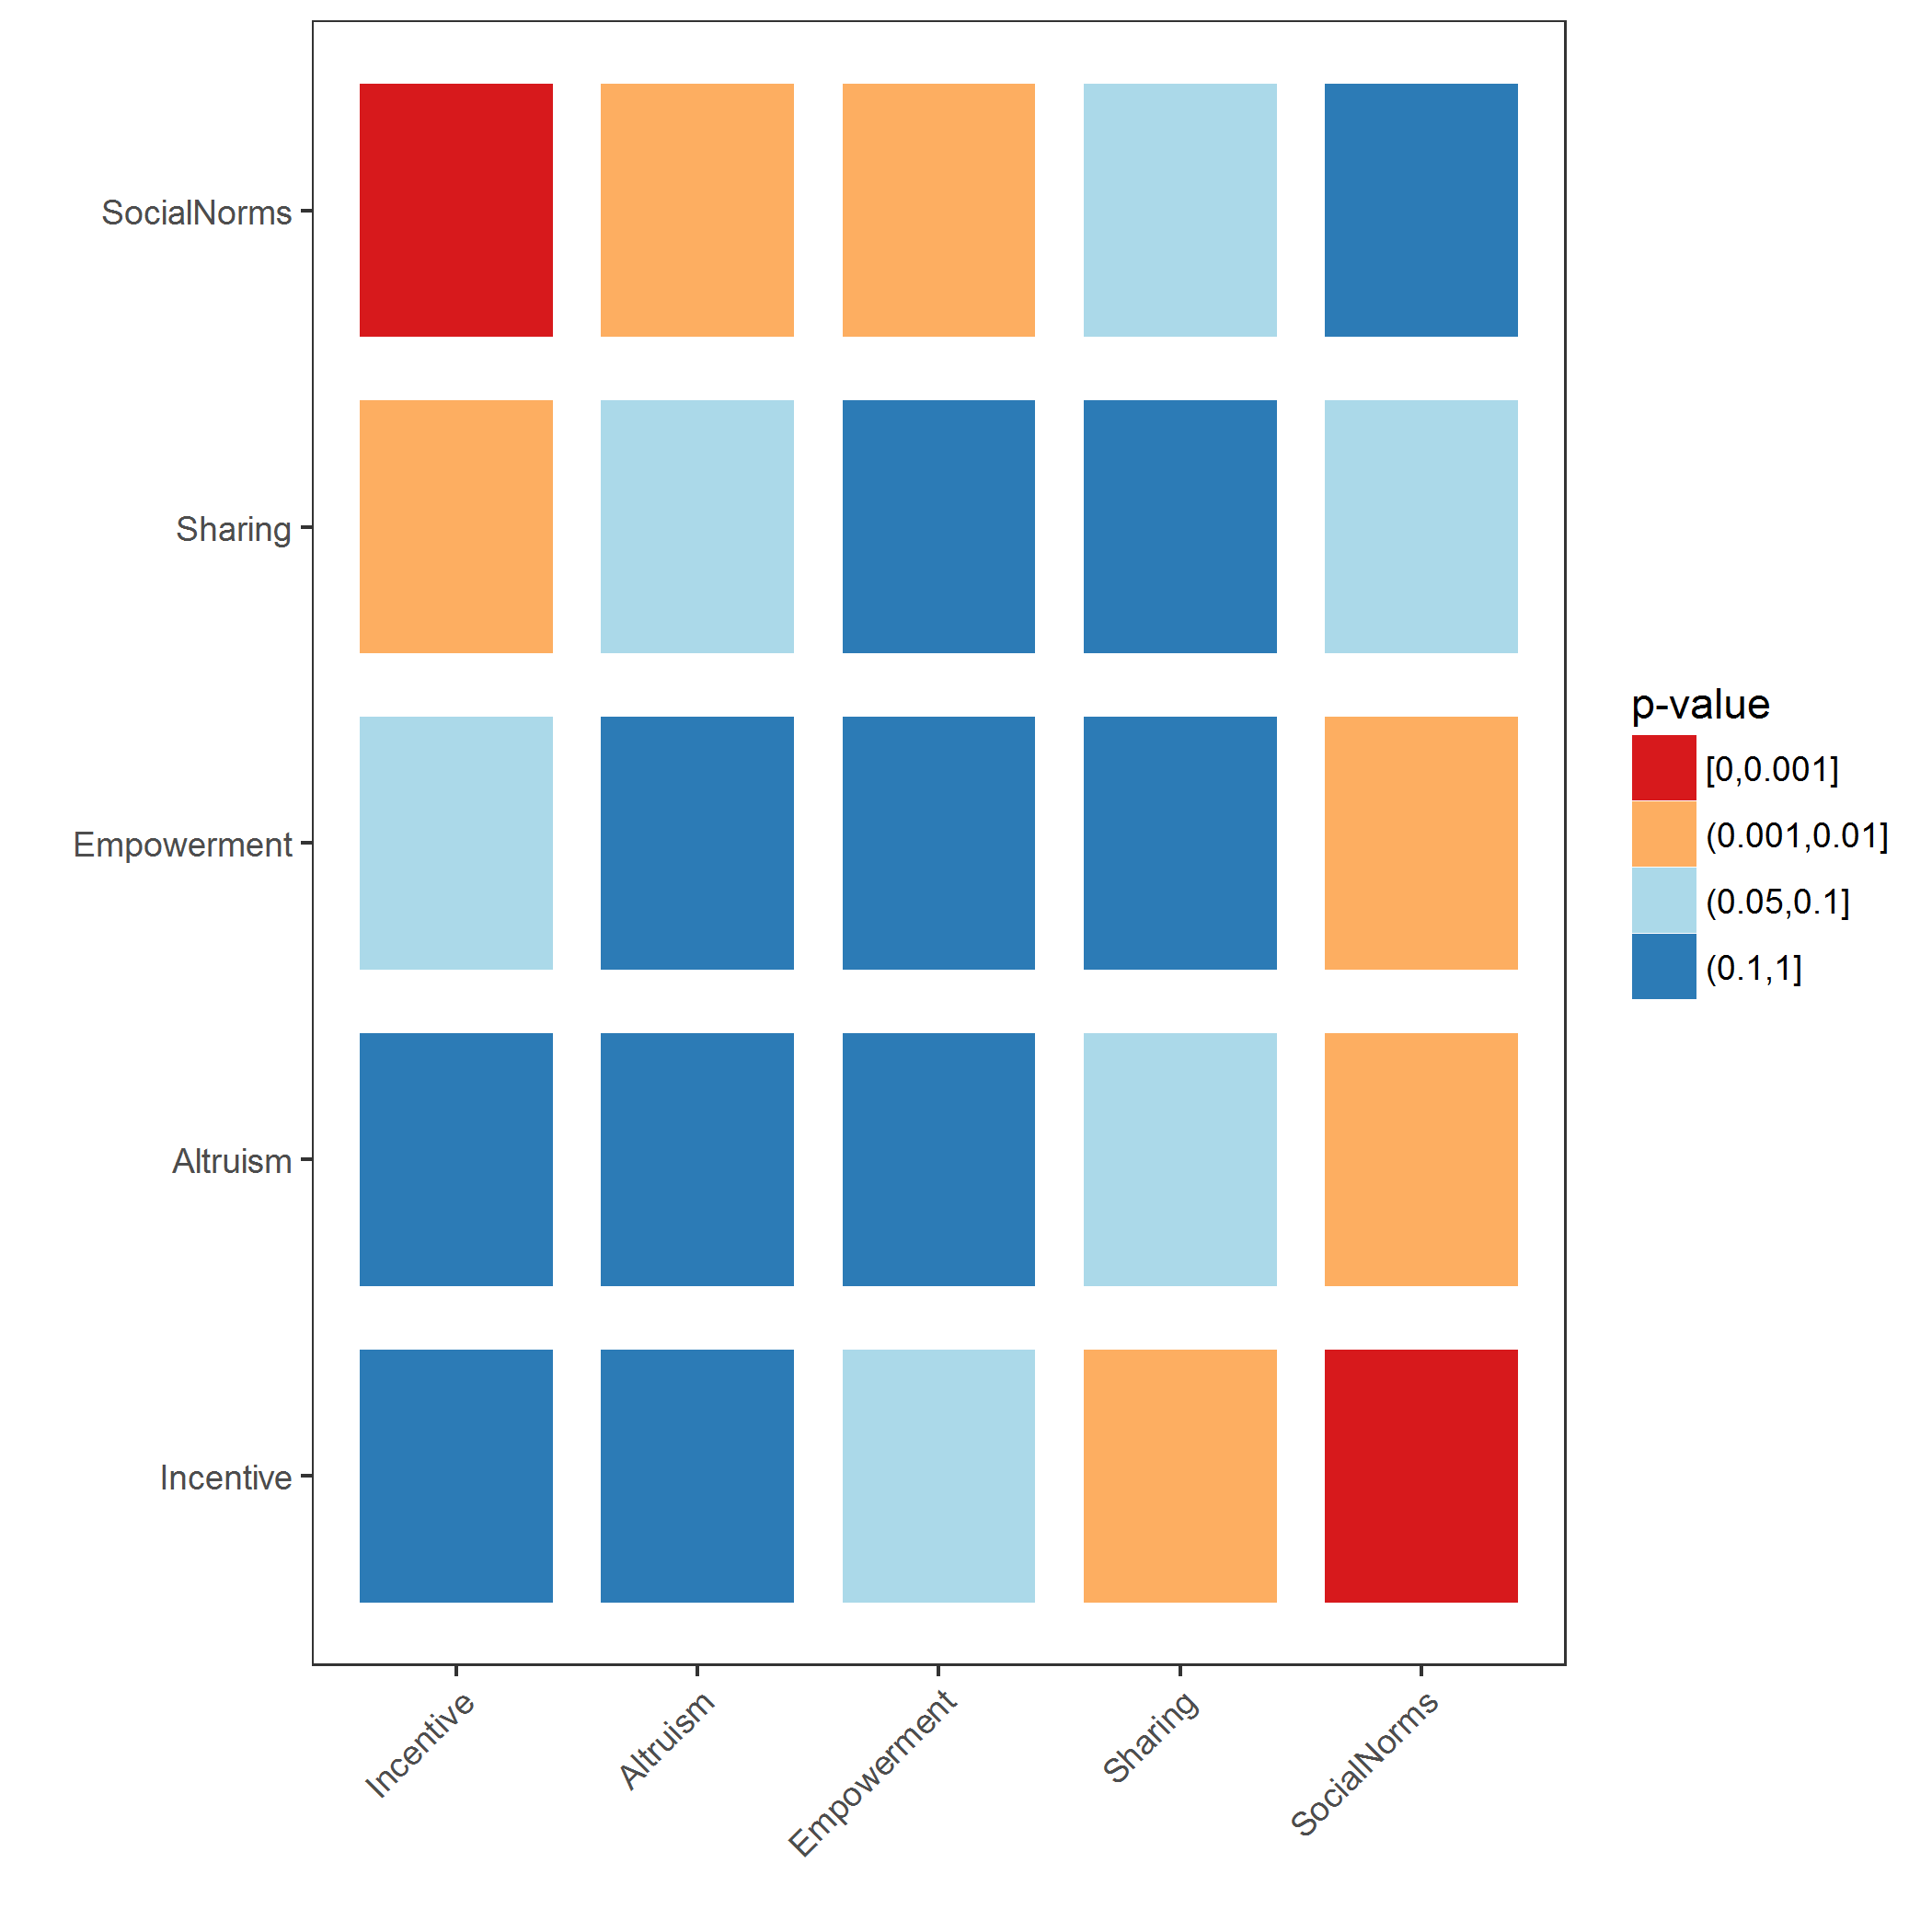 SocialNorms
Sharing
Empowerment
Altruism
Incentive
Incentive
Altruism
Empowerment
Sharing
SocialNorms
p-value
[0,0.001]
(0.001,0.01]
(0.05,0.1]
(0.1,1]